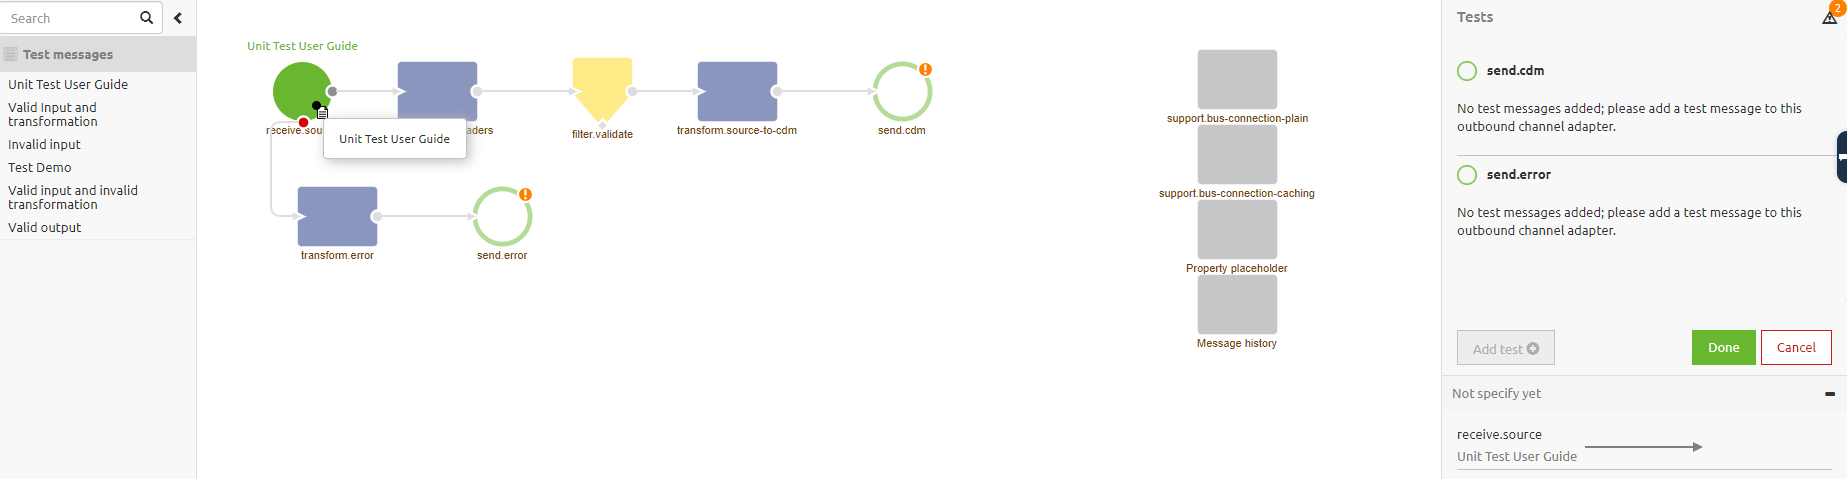 Search
Test messages
Unit Test User Guide
Valid Input and
transformation
Invalid input
Test Demo
Valid input and invalid
transformation
Valid output
Unit Test User Guide
Unit Test User Guide
filter.validate
transform.source-to-cdm
send.cdm
transform.error
send.error
support.bus-connection-plain
support.bus-connection-caching
Property placeholder
Message history
Tests
2
send.cdm
No test messages added; please add a test message to this
outbound channel adapter.
send.error
No test messages added; please add a test message to this
outbound channel adapter.
Add test
Done
Cancel
Not specify yet
receive.source
Unit Test User Guide